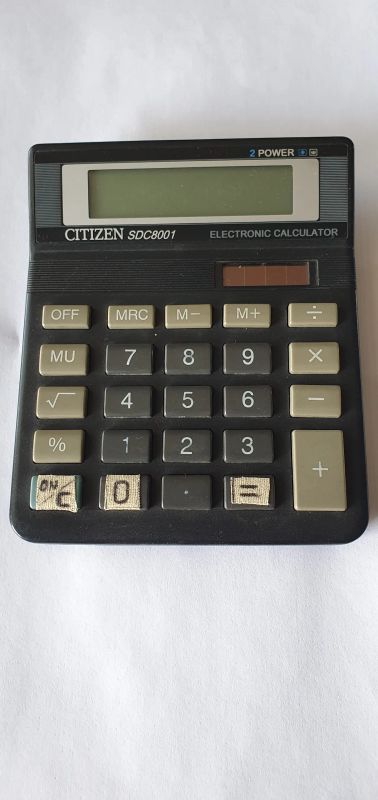 2 POWER
CITIZEN SDC8001 ELECTRONIC CALCULATOR
OFF MRC M− M+ ÷
MU 7 8 9 ×
√ 4 5 6 −
% 1 2 3 +
ON/C 0 . =